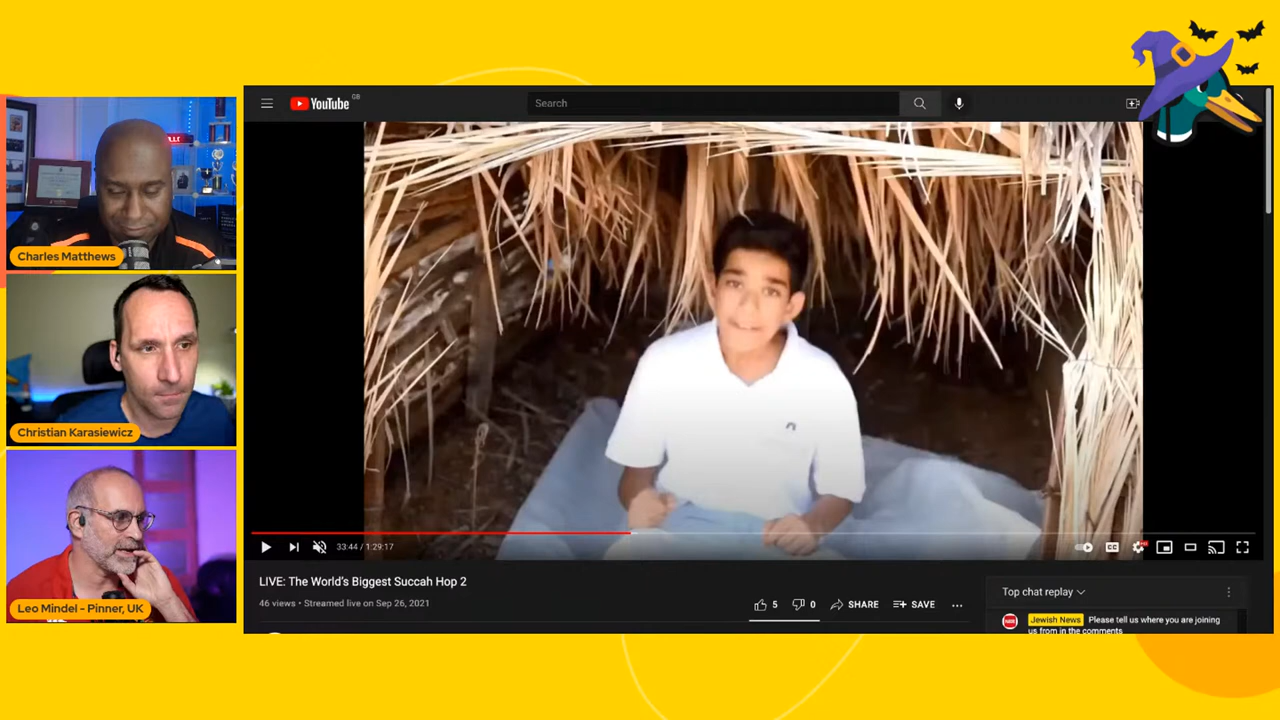 YouTube GB
Search
Charles Matthews
Christian Karasiewicz
Leo Mindel - Pinner, UK
33:44 / 1:29:17
CC
LIVE: The World's Biggest Succah Hop 2
46 views • Streamed live on Sep 26, 2021
5
0
SHARE
SAVE
Top chat replay
Jewish News Please tell us where you are joining
us from in the comments